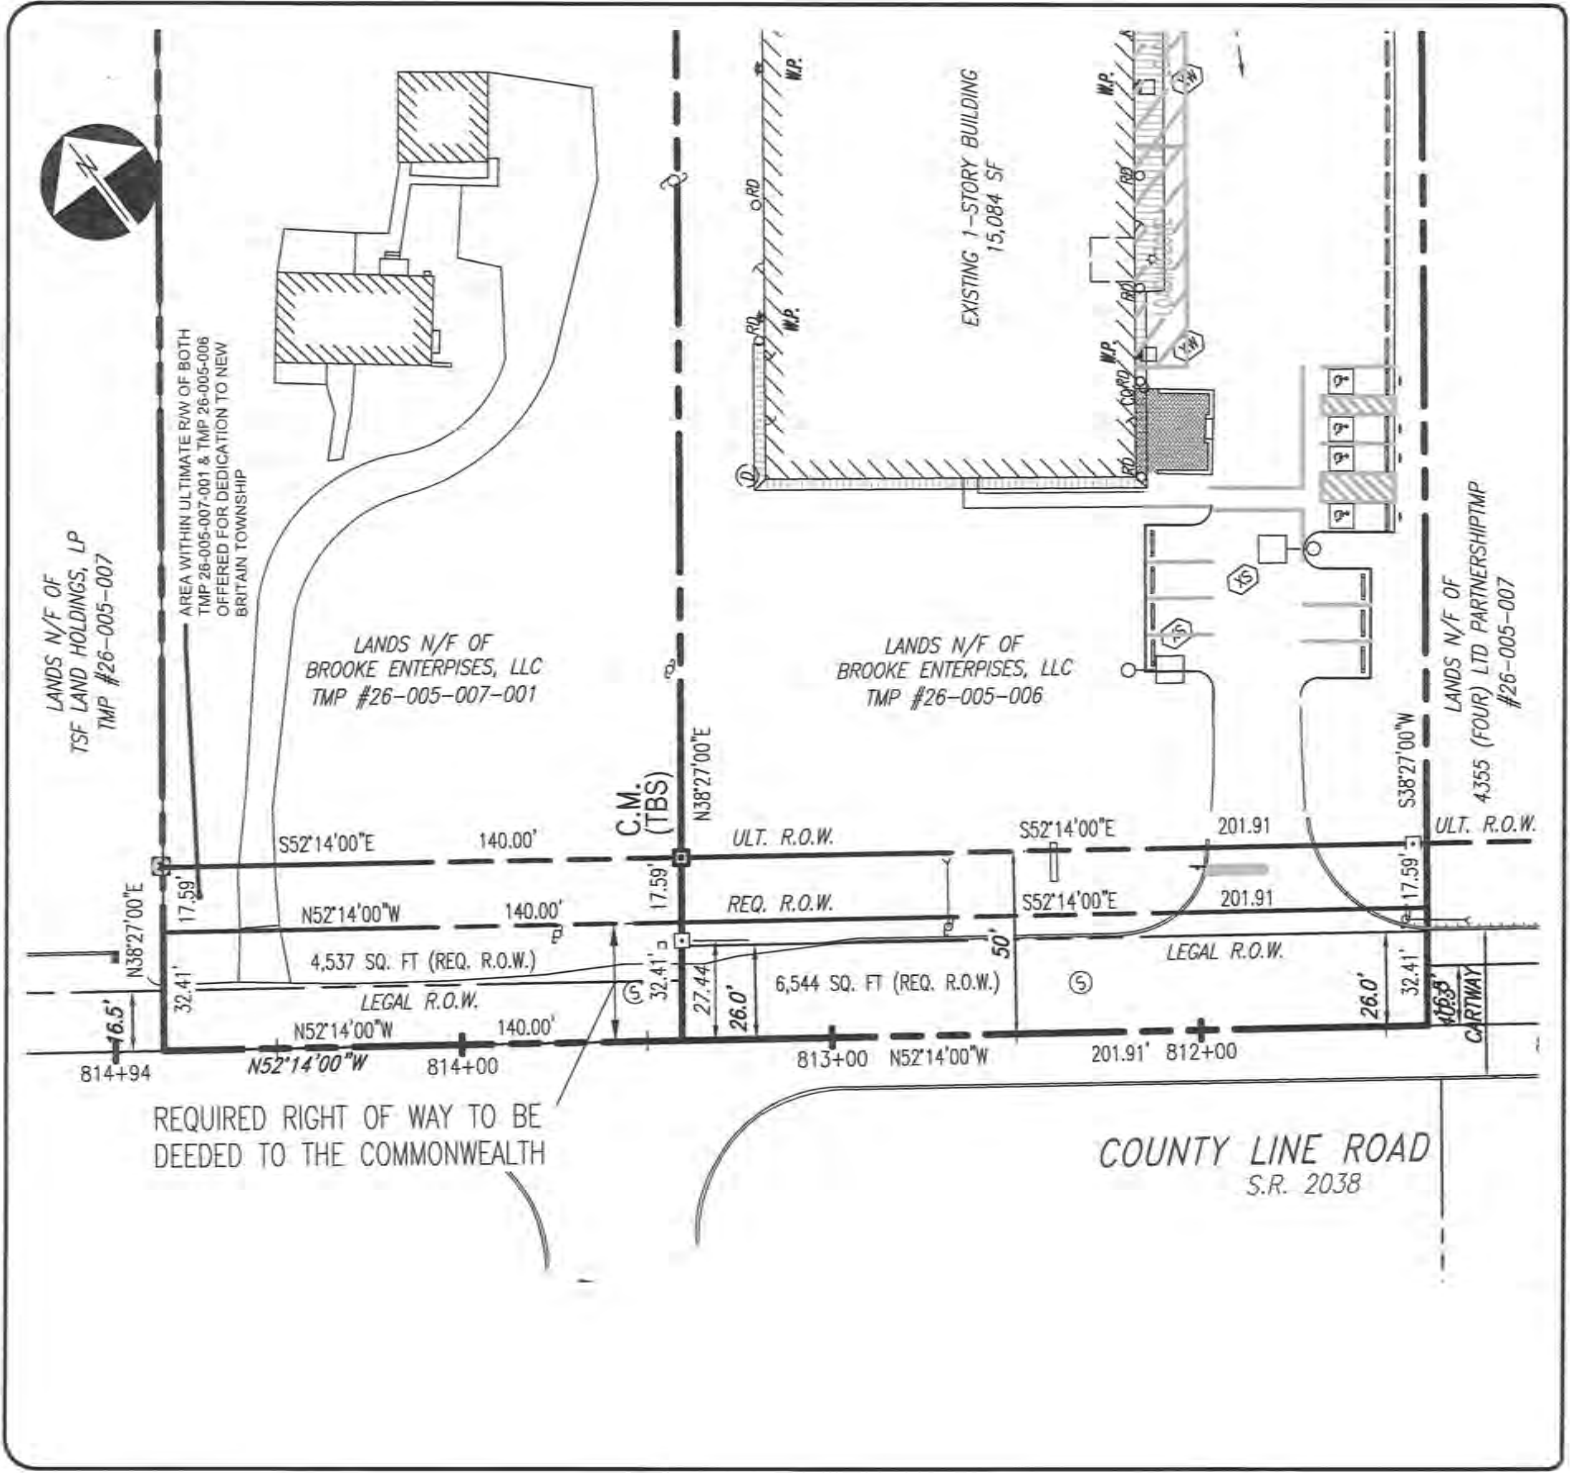 N
W.P.
W.P.
RD
EXISTING 1-STORY BUILDING
15,084 SF
RD
RD
RD
W.P.
W.P.
RD
CO
RD
D
AREA WITHIN ULTIMATE R/W OF BOTH
TMP 26-005-007-001 & TMP 26-005-006
OFFERED FOR DEDICATION TO NEW
BRITAIN TOWNSHIP
LANDS N/F OF
TSF LAND HOLDINGS, LP
TMP #26-005-007
LANDS N/F OF
BROOKE ENTERPISES, LLC
TMP #26-005-007-001
LANDS N/F OF
BROOKE ENTERPISES, LLC
TMP #26-005-006
LANDS N/F OF
4355 (FOUR) LTD PARTNERSHIPTMP
#26-005-007
C.M.
(TBS)
N38°27'00"E
S38°27'00"W
S52°14'00"E
140.00'
ULT. R.O.W.
S52°14'00"E
201.91
ULT. R.O.W.
N38°27'00"E
17.59'
17.59'
17.59'
N52°14'00"W
140.00'
REQ. R.O.W.
S52°14'00"E
201.91
4,537 SQ. FT (REQ. R.O.W.)
LEGAL R.O.W.
50'
LEGAL R.O.W.
32.41'
32.41'
27.44
26.0'
6,544 SQ. FT (REQ. R.O.W.)
S
S
26.0'
32.41'
CARTWAY
16.5'
N52°14'00"W
140.00'
814+94
N52°14'00"W
814+00
813+00
N52°14'00"W
201.91'
812+00
REQUIRED RIGHT OF WAY TO BE
DEEDED TO THE COMMONWEALTH
COUNTY LINE ROAD
S.R. 2038